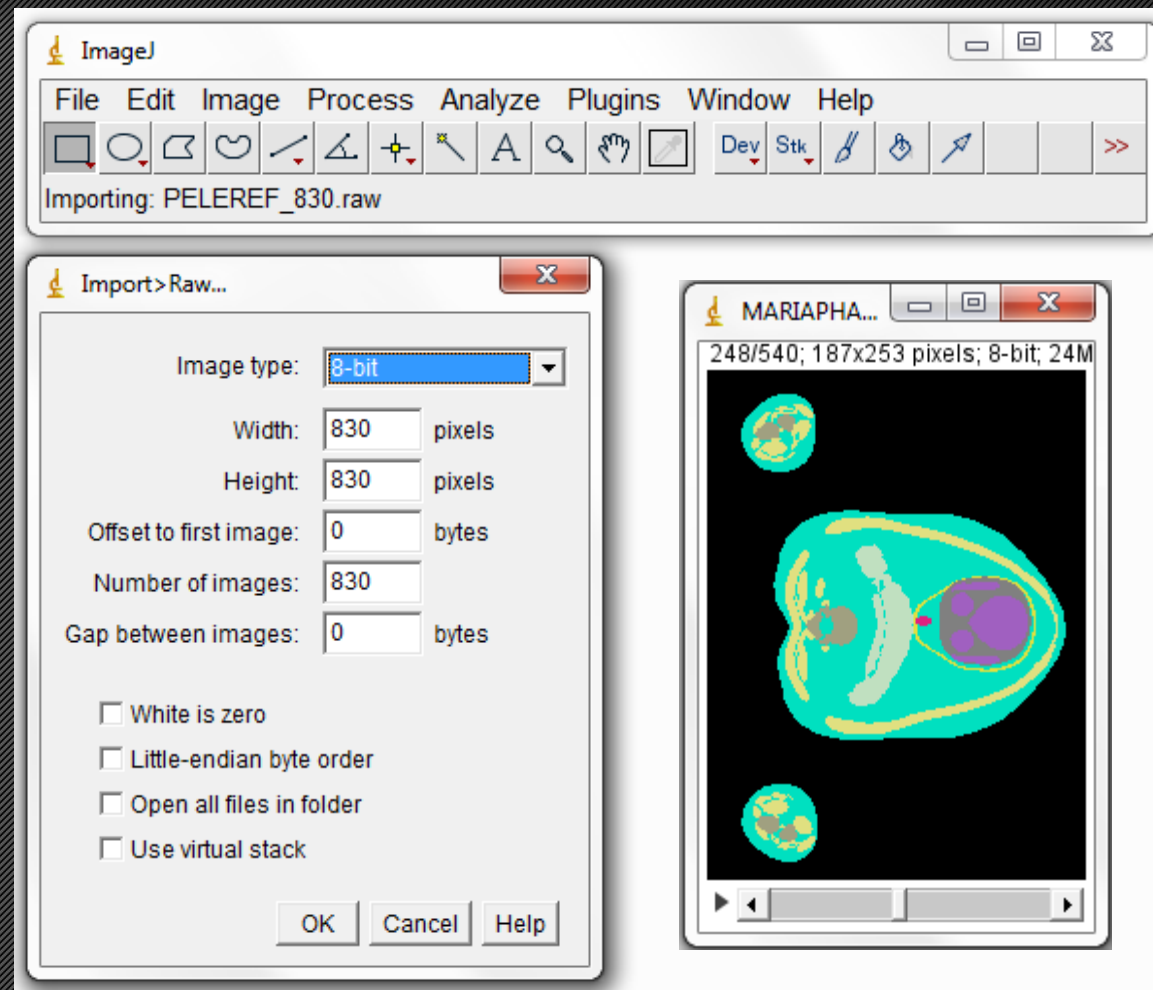 ImageJ
File Edit Image Process Analyze Plugins Window Help
A Dev Stk >>
Importing: PELEREF_830.raw
Import>Raw...
Image type: 8-bit
Width: 830 pixels
Height: 830 pixels
Offset to first image: 0 bytes
Number of images: 830
Gap between images: 0 bytes
White is zero
Little-endian byte order
Open all files in folder
Use virtual stack
OK Cancel Help
MARIAPHA...
248/540; 187x253 pixels; 8-bit; 24M